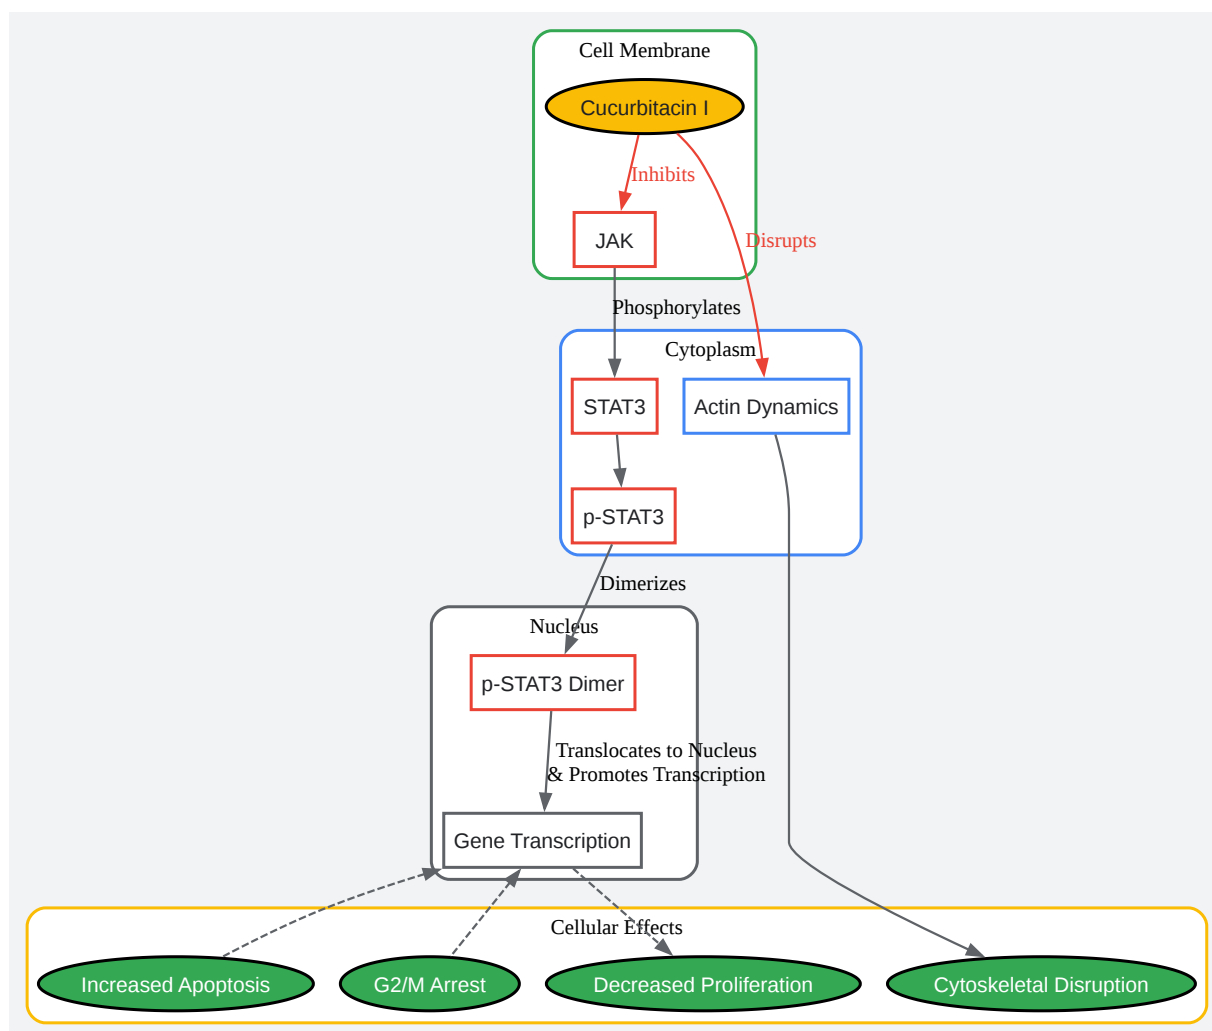 Cell Membrane
Cucurbitacin I
Inhibits
JAK
Disrupts
Phosphorylates
Cytoplasm
STAT3
Actin Dynamics
p-STAT3
Dimerizes
Nucleus
p-STAT3 Dimer
Translocates to Nucleus
& Promotes Transcription
Gene Transcription
Cellular Effects
Increased Apoptosis
G2/M Arrest
Decreased Proliferation
Cytoskeletal Disruption